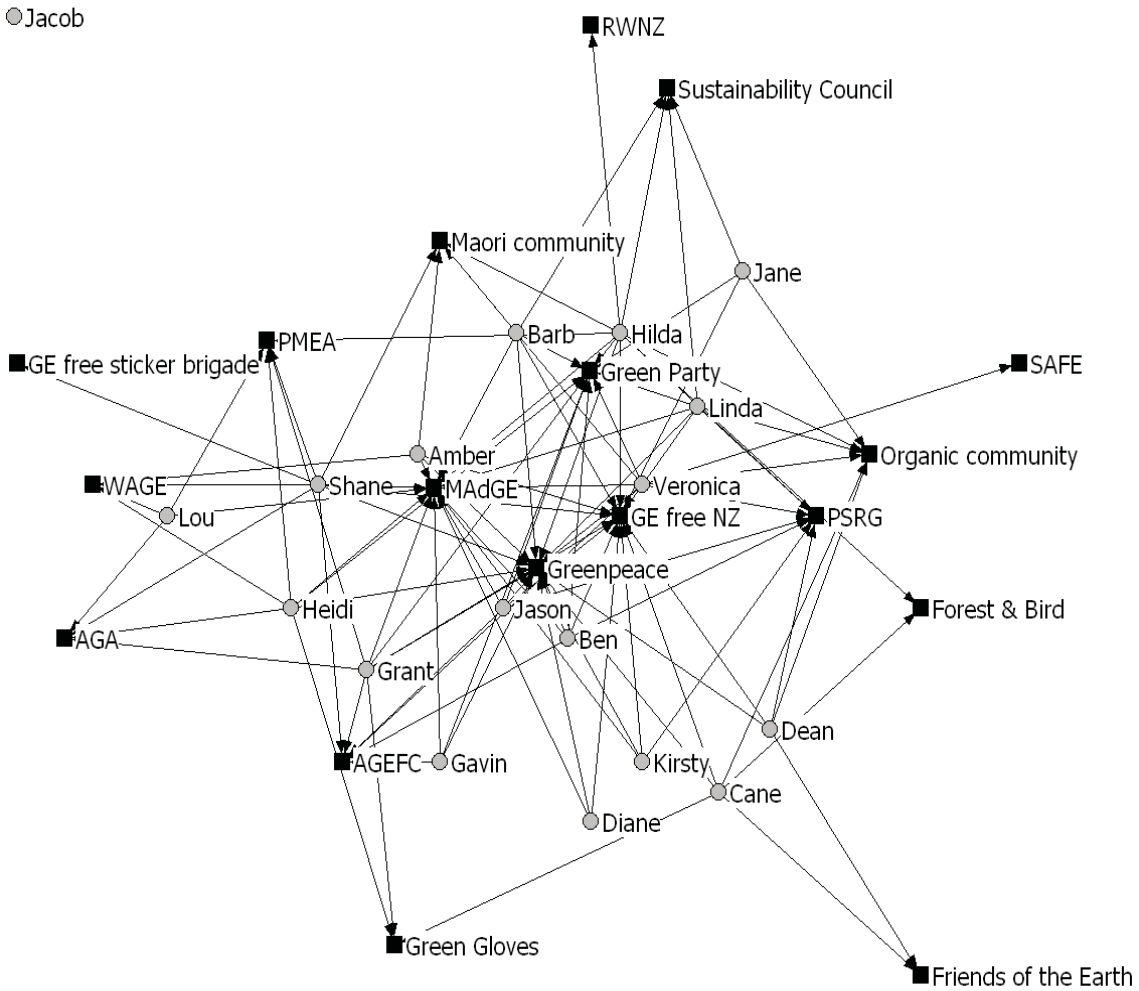 Jacob
RWNZ
Sustainability Council
Maori community
Jane
Barb
Hilda
PMEA
GE free sticker brigade
SAFE
Green Party
Linda
Amber
Organic community
WAGE
Shane
MAdGE
Veronica
Lou
GE free NZ
PSRG
Greenpeace
Heidi
Jason
Forest & Bird
AGA
Ben
Grant
Dean
AGEFC
Gavin
Kirsty
Cane
Diane
Green Gloves
Friends of the Earth